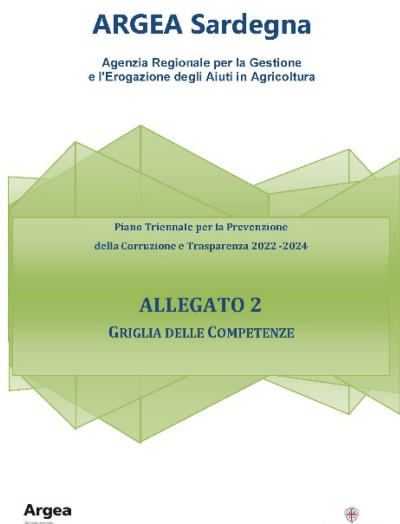 ARGEA Sardegna
Agenzia Regionale per la Gestione
e l'Erogazione degli Aiuti in Agricoltura
Piano Triennale per la Prevenzione
della Corruzione e Trasparenza 2022 -2024
ALLEGATO 2
GRIGLIA DELLE COMPETENZE
Argea